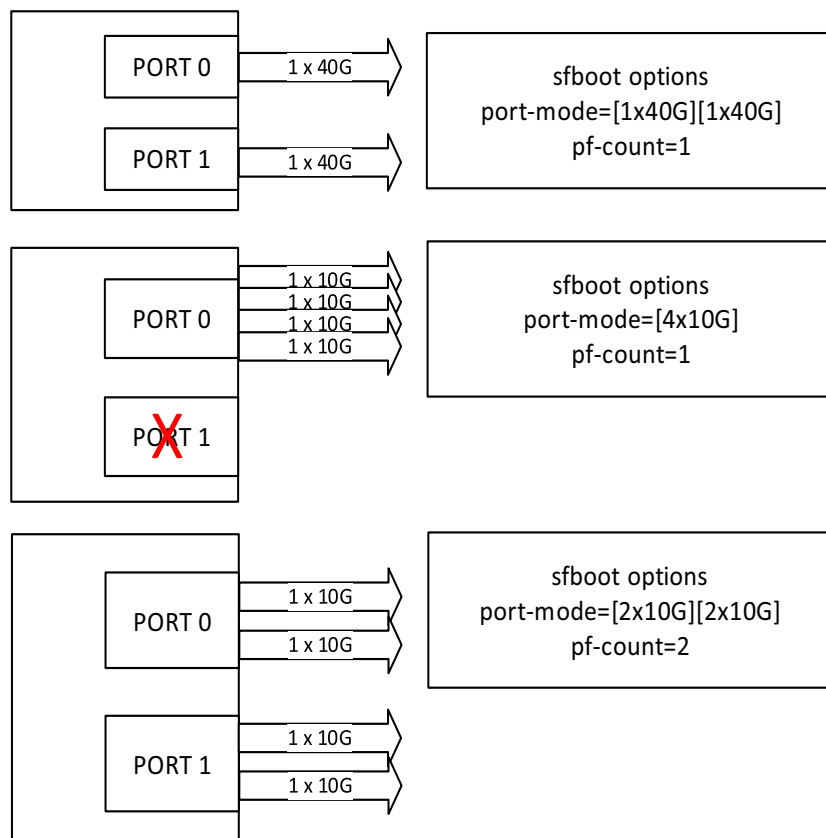 PORT 0
1 x 40G
PORT 1
1 x 40G
sfboot options
port-mode=[1x40G][1x40G]
pf-count=1
PORT 0
1 x 10G
1 x 10G
1 x 10G
1 x 10G
PORT 1
X
sfboot options
port-mode=[4x10G]
pf-count=1
PORT 0
1 x 10G
1 x 10G
PORT 1
1 x 10G
1 x 10G
sfboot options
port-mode=[2x10G][2x10G]
pf-count=2